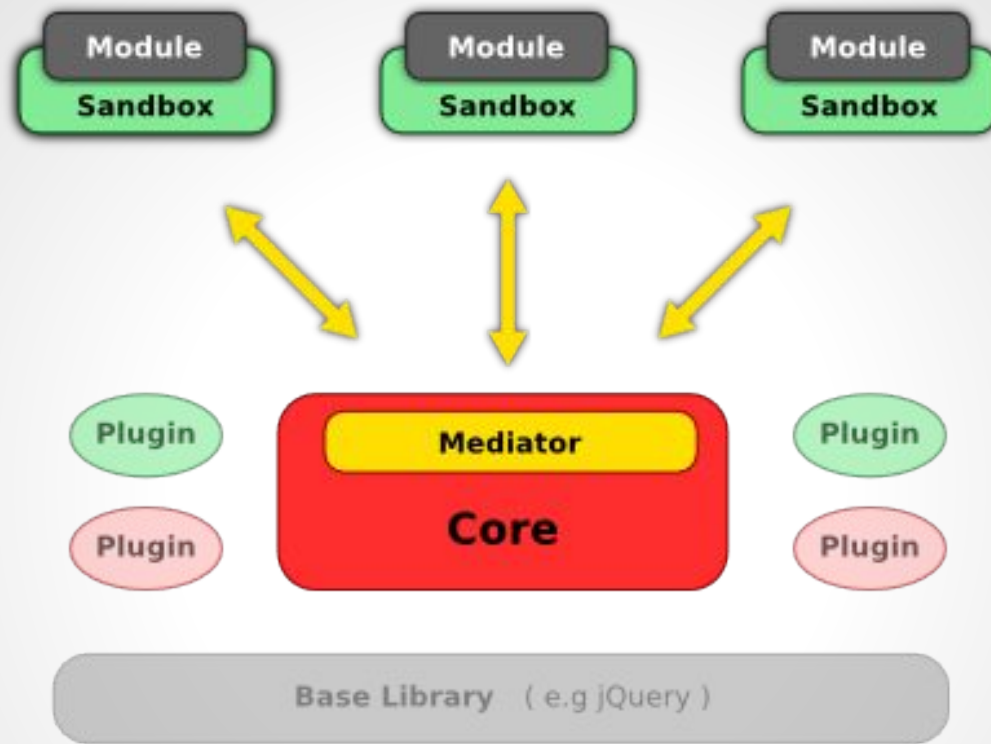 Module Module Module
Sandbox Sandbox Sandbox
Plugin Mediator Plugin
Core
Plugin Plugin
Base Library ( e.g jQuery )